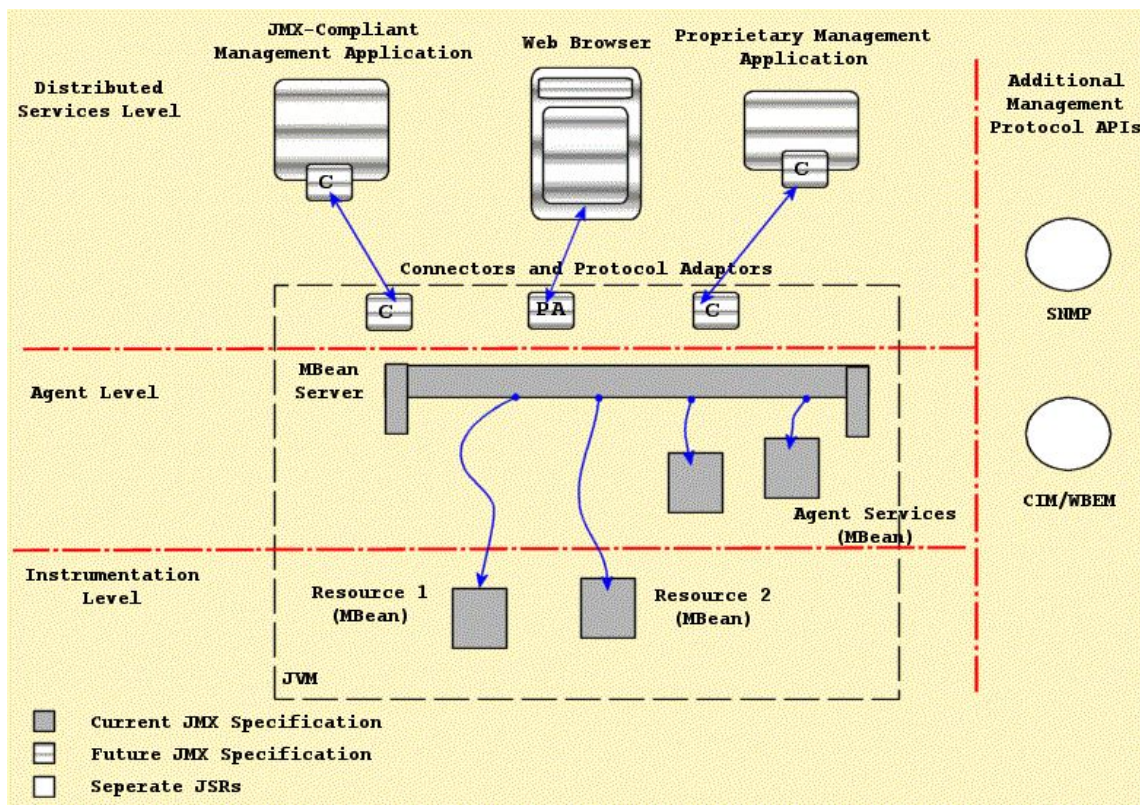 JMX-Compliant
Management Application
Web Browser
Proprietary Management
Application
Distributed
Services Level
Additional
Management
Protocol APIs
C
C
Connectors and Protocol Adaptors
C
PA
C
SNMP
Agent Level
MBean
Server
CIM/WBEM
Agent Services
(MBean)
Instrumentation
Level
Resource 1
(MBean)
Resource 2
(MBean)
JVM
Current JMX Specification
Future JMX Specification
Seperate JSRs